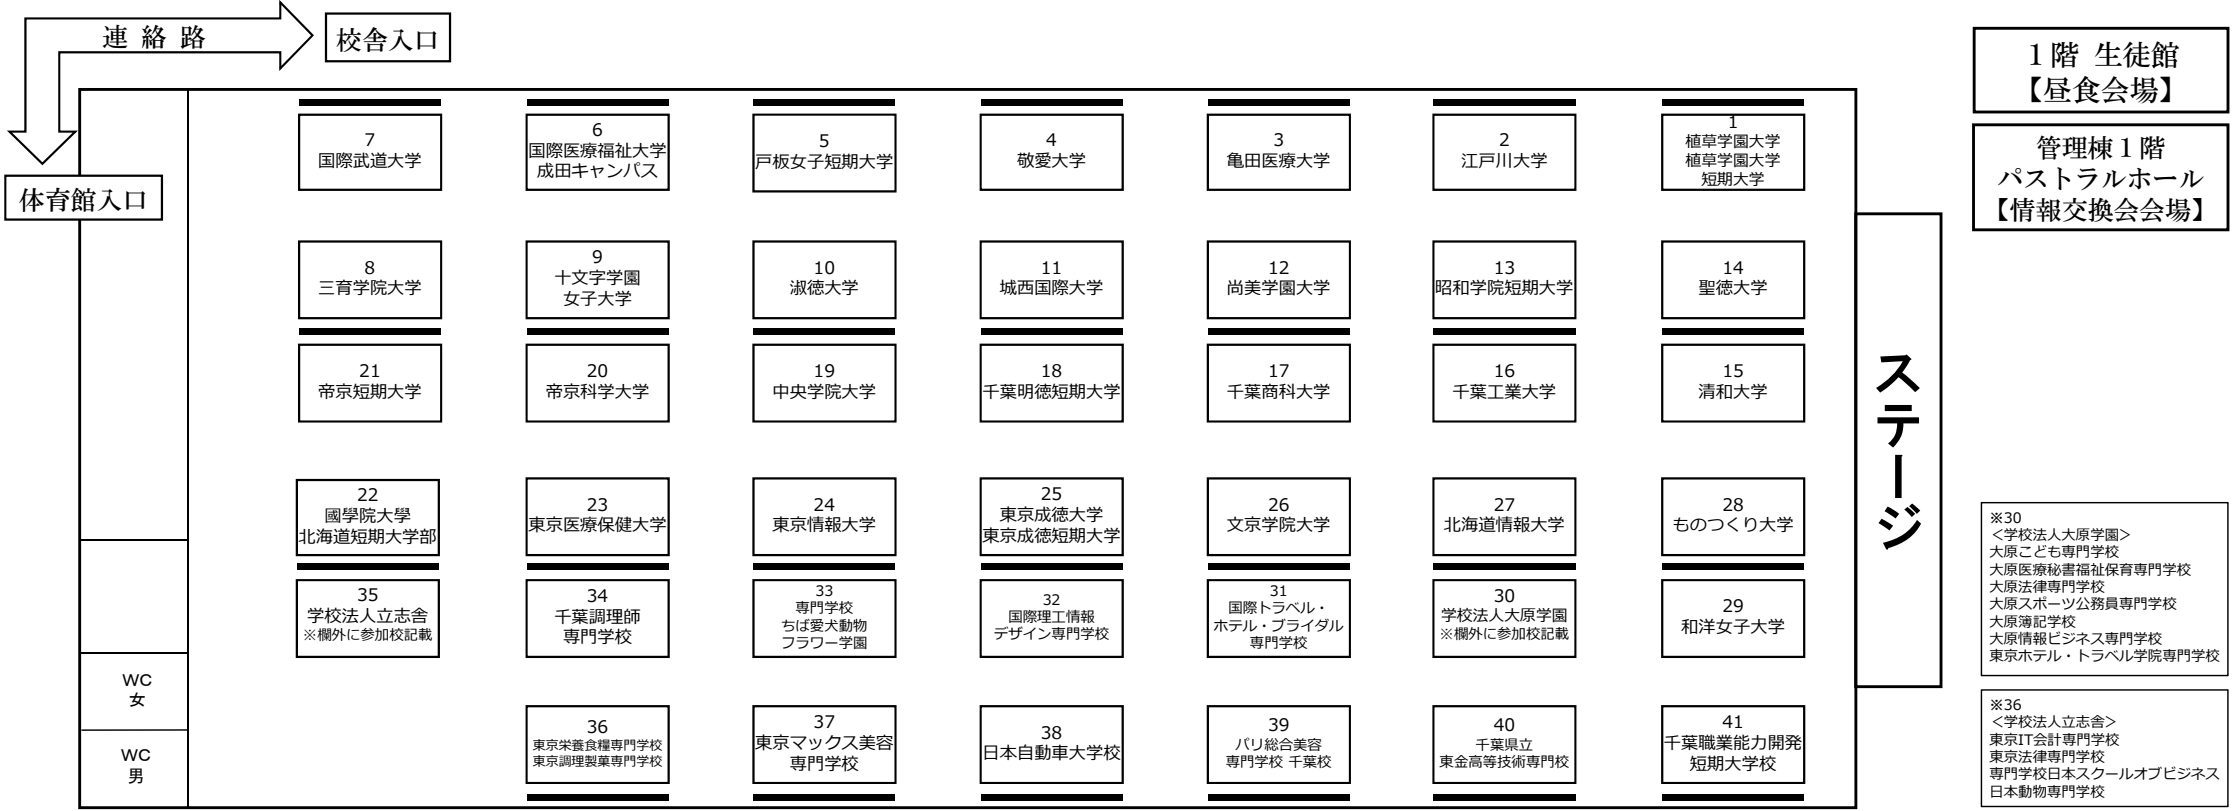 連 絡 路
校舎入口
体育館入口
1階 生徒館
【昼食会場】
管理棟1階
パストラルホール
【情報交換会会場】
7
国際武道大学
6
国際医療福祉大学
成田キャンパス
5
戸板女子短期大学
4
敬愛大学
3
亀田医療大学
2
江戸川大学
1
植草学園大学
植草学園大学
短期大学
8
三育学院大学
9
十文字学園
女子大学
10
淑徳大学
11
城西国際大学
12
尚美学園大学
13
昭和学院短期大学
14
聖徳大学
21
帝京短期大学
20
帝京科学大学
19
中央学院大学
18
千葉明徳短期大学
17
千葉商科大学
16
千葉工業大学
15
清和大学
ステージ
22
國學院大學
北海道短期大学部
23
東京医療保健大学
24
東京情報大学
25
東京成徳大学
東京成徳短期大学
26
文京学院大学
27
北海道情報大学
28
ものつくり大学
35
学校法人立志舎
※欄外に参加校記載
34
千葉調理師
専門学校
33
専門学校
ちば愛犬動物
フラワー学園
32
国際理工情報
デザイン専門学校
31
国際トラベル・
ホテル・ブライダル
専門学校
30
学校法人大原学園
※欄外に参加校記載
29
和洋女子大学
WC
女
WC
男
36
東京栄養食糧専門学校
東京調理製菓専門学校
37
東京マックス美容
専門学校
38
日本自動車大学校
39
パリ総合美容
専門学校 千葉校
40
千葉県立
東金高等技術専門校
41
千葉職業能力開発
短期大学校
※30
＜学校法人大原学園＞
大原こども専門学校
大原医療秘書福祉保育専門学校
大原法律専門学校
大原スポーツ公務員専門学校
大原簿記学校
大原情報ビジネス専門学校
東京ホテル・トラベル学院専門学校
※36
＜学校法人立志舎＞
東京IT会計専門学校
東京法律専門学校
専門学校日本スクールオブビジネス
日本動物専門学校